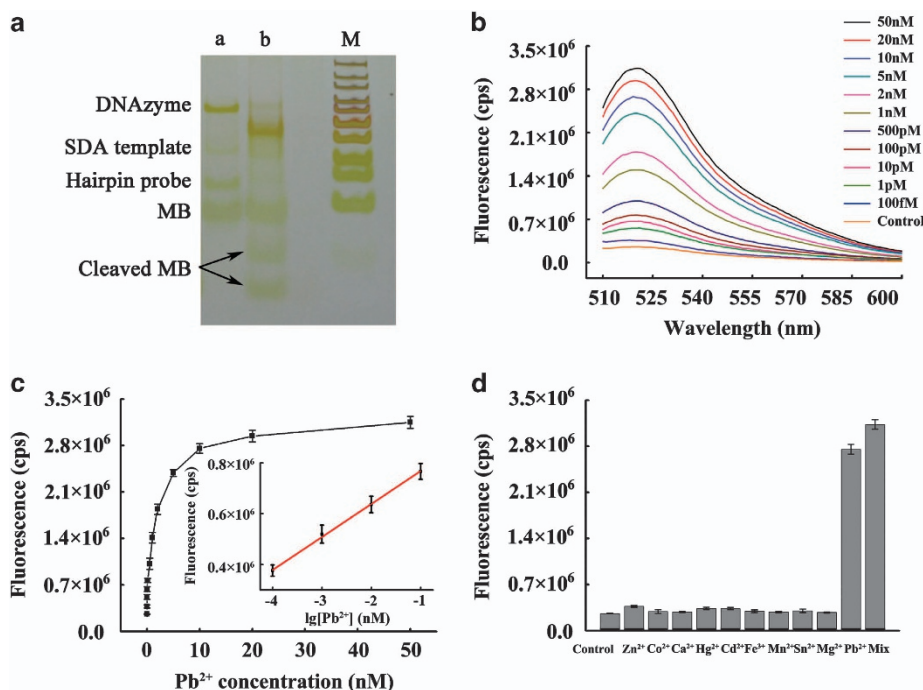 a
a b M
DNAzyme
SDA template
Hairpin probe
MB
Cleaved MB
b
Fluorescence (cps)
3.5×10⁶
2.8×10⁶
2.1×10⁶
1.4×10⁶
0.7×10⁶
0.0
510 525 540 555 570 585 600
Wavelength (nm)
50nM
20nM
10nM
5nM
2nM
1nM
500pM
100pM
10pM
1pM
100fM
Control
c
Fluorescence (cps)
3.5×10⁶
2.8×10⁶
2.1×10⁶
1.4×10⁶
0.7×10⁶
0.0
0 10 20 30 40 50
Pb²⁺ concentration (nM)
Fluorescence (cps)
0.8×10⁶
0.6×10⁶
0.4×10⁶
-4 -3 -2 -1
lg[Pb²⁺] (nM)
d
Fluorescence (cps)
3.5×10⁶
2.8×10⁶
2.1×10⁶
1.4×10⁶
0.7×10⁶
0.0
Control Zn²⁺ Co²⁺ Ca²⁺ Hg²⁺ Cd²⁺ Fe³⁺ Mn²⁺ Sn²⁺ Mg²⁺ Pb²⁺ Mix